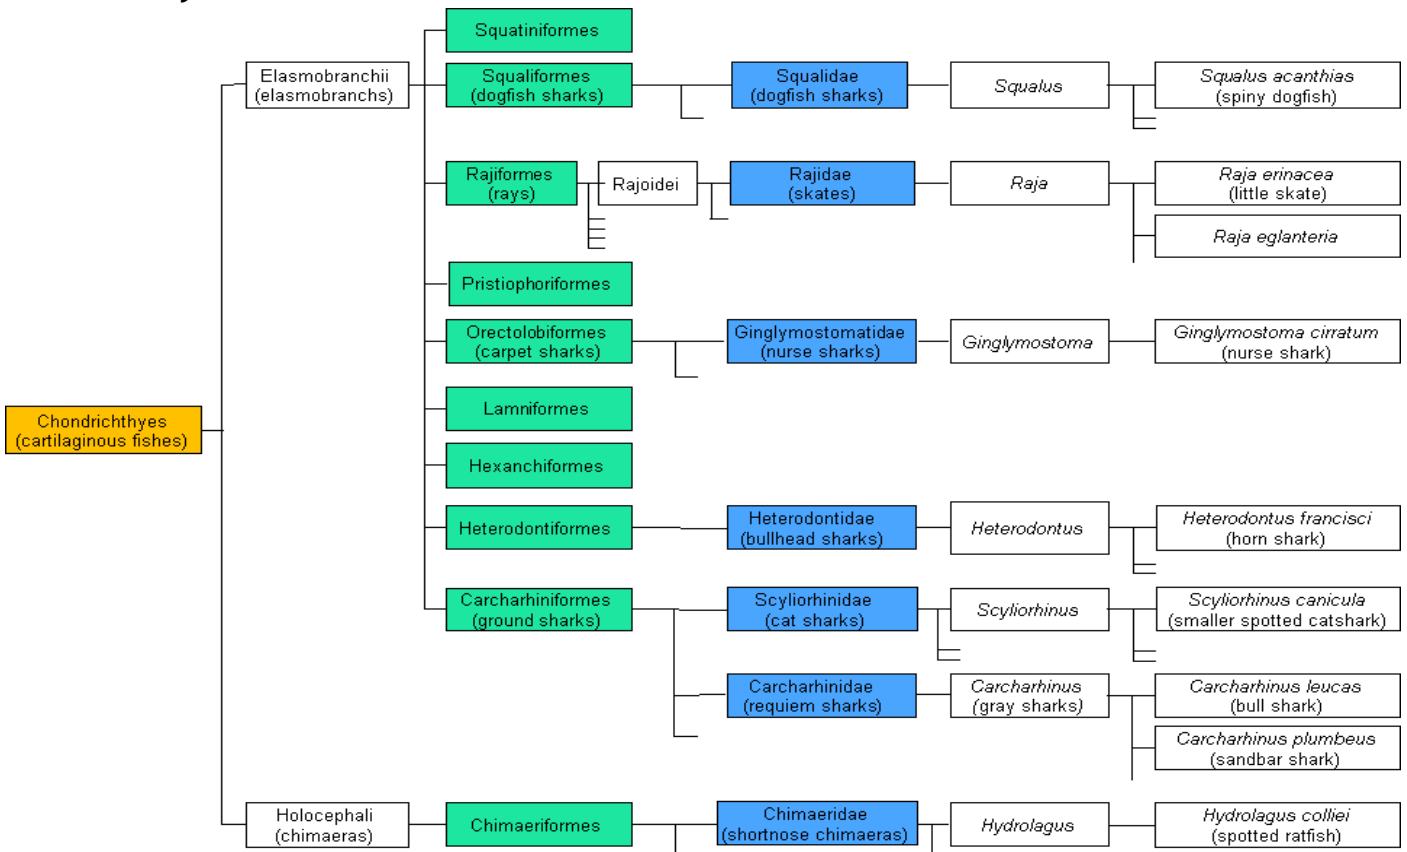 Squatiniformes
Elasmobranchii
(elasmobranchs)
Squaliformes
(dogfish sharks)
Squalidae
(dogfish sharks)
Squalus
Squalus acanthias
(spiny dogfish)
Rajiformes
(rays)
Rajoidei
Rajidae
(skates)
Raja
Raja erinacea
(little skate)
Raja eglanteria
Pristiophoriformes
Orectolobiformes
(carpet sharks)
Ginglymostomatidae
(nurse sharks)
Ginglymostoma
Ginglymostoma cirratum
(nurse shark)
Lamniformes
Chondrichthyes
(cartilaginous fishes)
Hexanchiformes
Heterodontiformes
Heterodontidae
(bullhead sharks)
Heterodontus
Heterodontus francisci
(horn shark)
Carcharhiniformes
(ground sharks)
Scyliorhinidae
(cat sharks)
Scyliorhinus
Scyliorhinus canicula
(smaller spotted catshark)
Carcharhinidae
(requiem sharks)
Carcharhinus
(gray sharks)
Carcharhinus leucas
(bull shark)
Carcharhinus plumbeus
(sandbar shark)
Holocephali
(chimaeras)
Chimaeriformes
Chimaeridae
(shortnose chimaeras)
Hydrolagus
Hydrolagus colliei
(spotted ratfish)